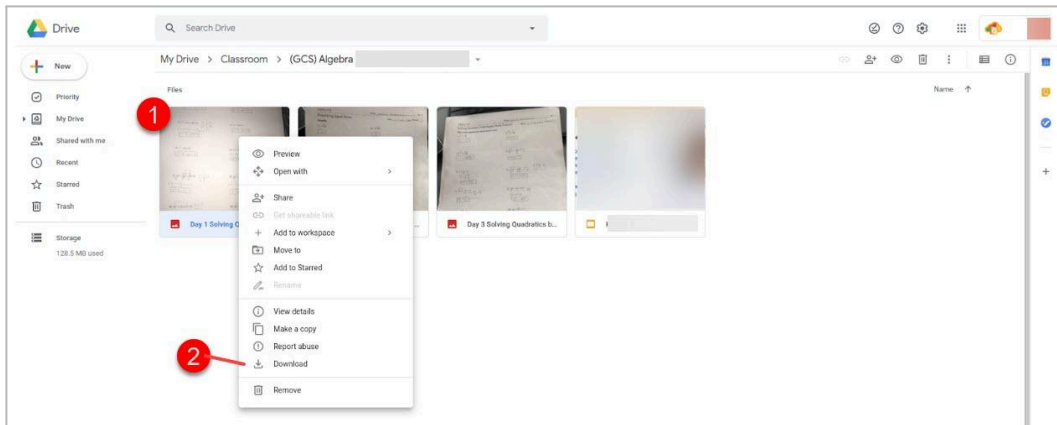 Drive
Search Drive
New
My Drive > Classroom > (GCS) Algebra
Priority
My Drive
Shared with me
Recent
Starred
Trash
Storage
128.5 MB used
Files
Name
1
Day 1 Solving Q
...
Day 3 Solving Quadratics b...
Preview
Open with
Share
Get shareable link
Add to workspace
Move to
Add to Starred
Rename
View details
Make a copy
Report abuse
2
Download
Remove